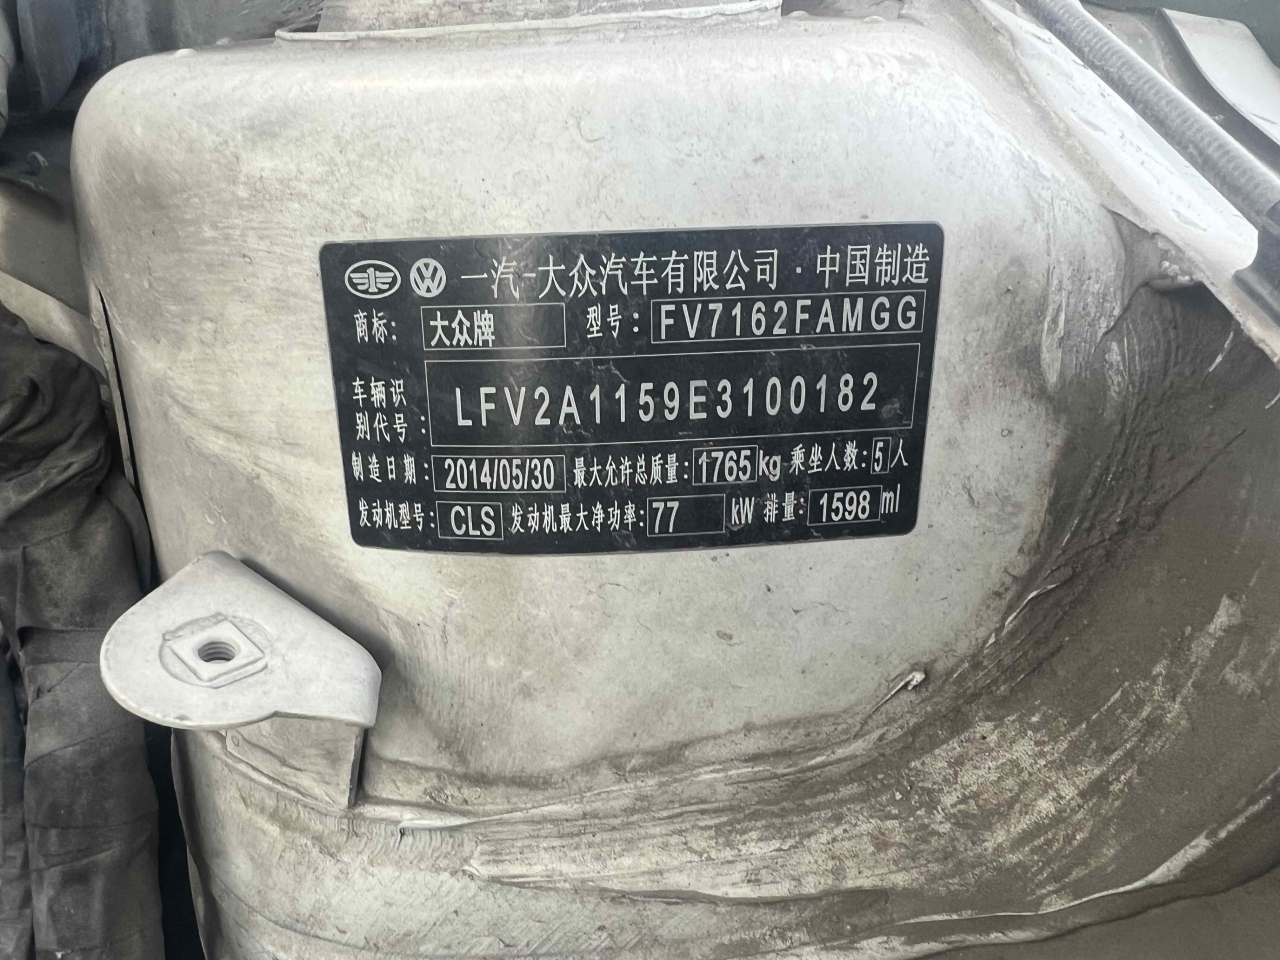 一汽-大众汽车有限公司·中国制造
商标: 大众牌 型号: FV7162FAMGG
车辆识别代号: LFV2A1159E3100182
制造日期: 2014/05/30 最大允许总质量: 1765 kg 乘坐人数: 5 人
发动机型号: CLS 发动机最大净功率: 77 kW 排量: 1598 ml